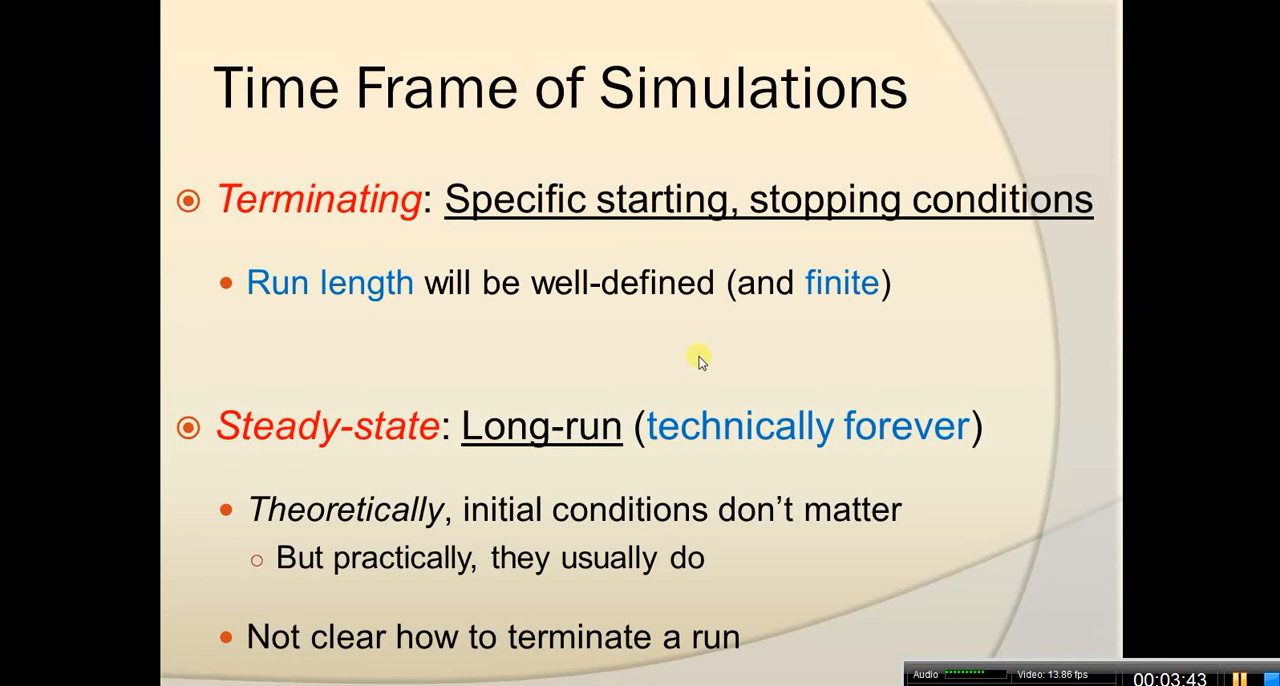 Time Frame of Simulations
Terminating: Specific starting, stopping conditions
Run length will be well-defined (and finite)
Steady-state: Long-run (technically forever)
Theoretically, initial conditions don’t matter
But practically, they usually do
Not clear how to terminate a run
Audio Video: 13.86 fps
00:03:43